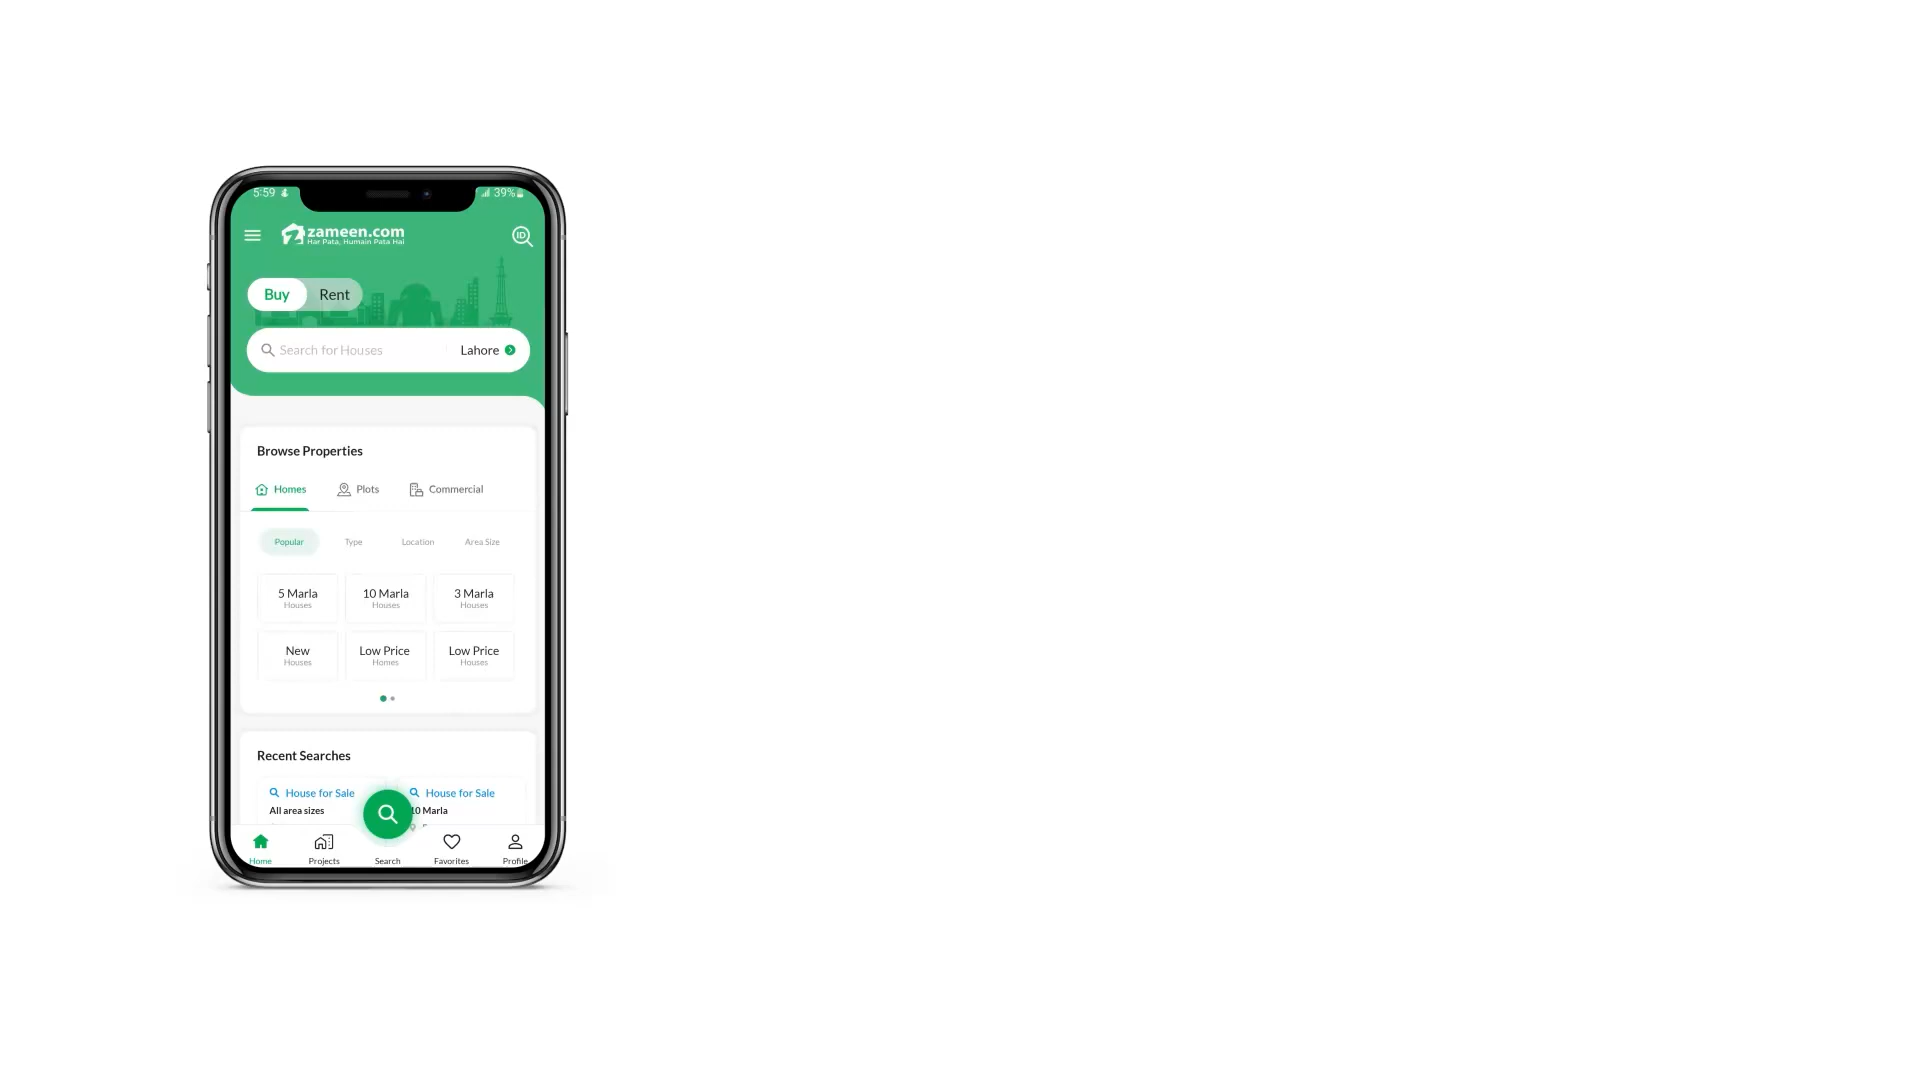 5:59
39%
zameen.com
Har Pata, Humain Pata Hai
ID
Buy Rent
Search for Houses Lahore
Browse Properties
Homes Plots Commercial
Popular Type Location Area Size
5 Marla 10 Marla 3 Marla
Houses Houses Houses
New Low Price Low Price
Houses Homes Houses
Recent Searches
House for Sale House for Sale
All area sizes 10 Marla
Home Projects Search Favorites Profile